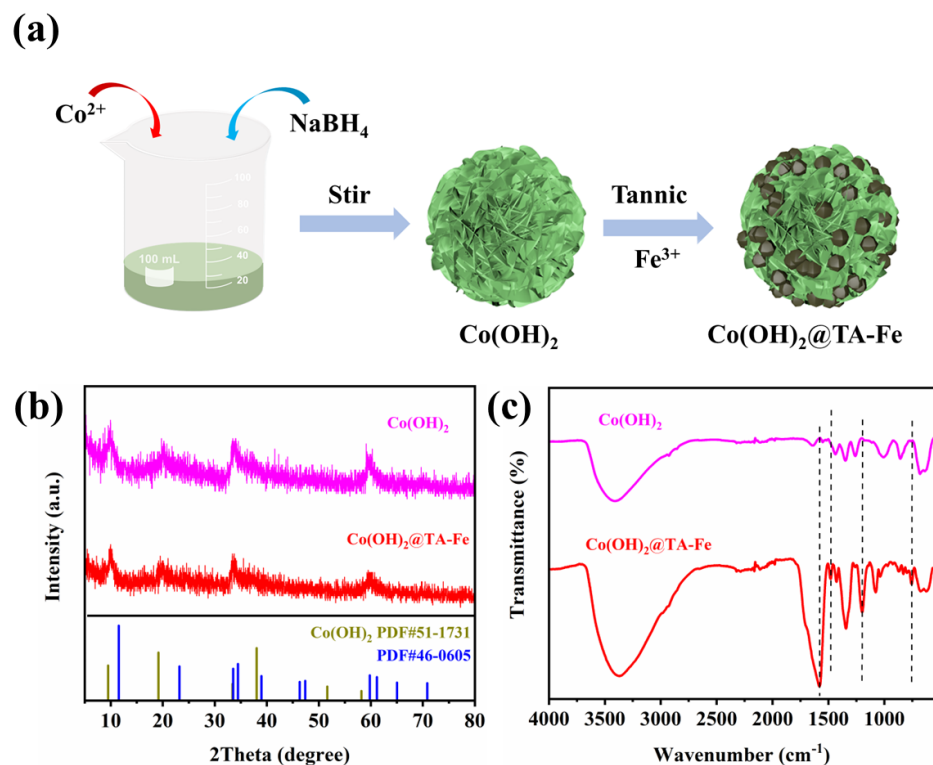 (a)
Co²⁺
NaBH₄
100
80
60
40
20
100 mL
Stir
Tannic
Fe³⁺
Co(OH)₂
Co(OH)₂@TA-Fe
(b)
Intensity (a.u.)
Co(OH)₂
Co(OH)₂@TA-Fe
Co(OH)₂ PDF#51-1731
PDF#46-0605
10 20 30 40 50 60 70 80
2Theta (degree)
(c)
Transmittance (%)
Co(OH)₂
Co(OH)₂@TA-Fe
4000 3500 3000 2500 2000 1500 1000
Wavenumber (cm⁻¹)